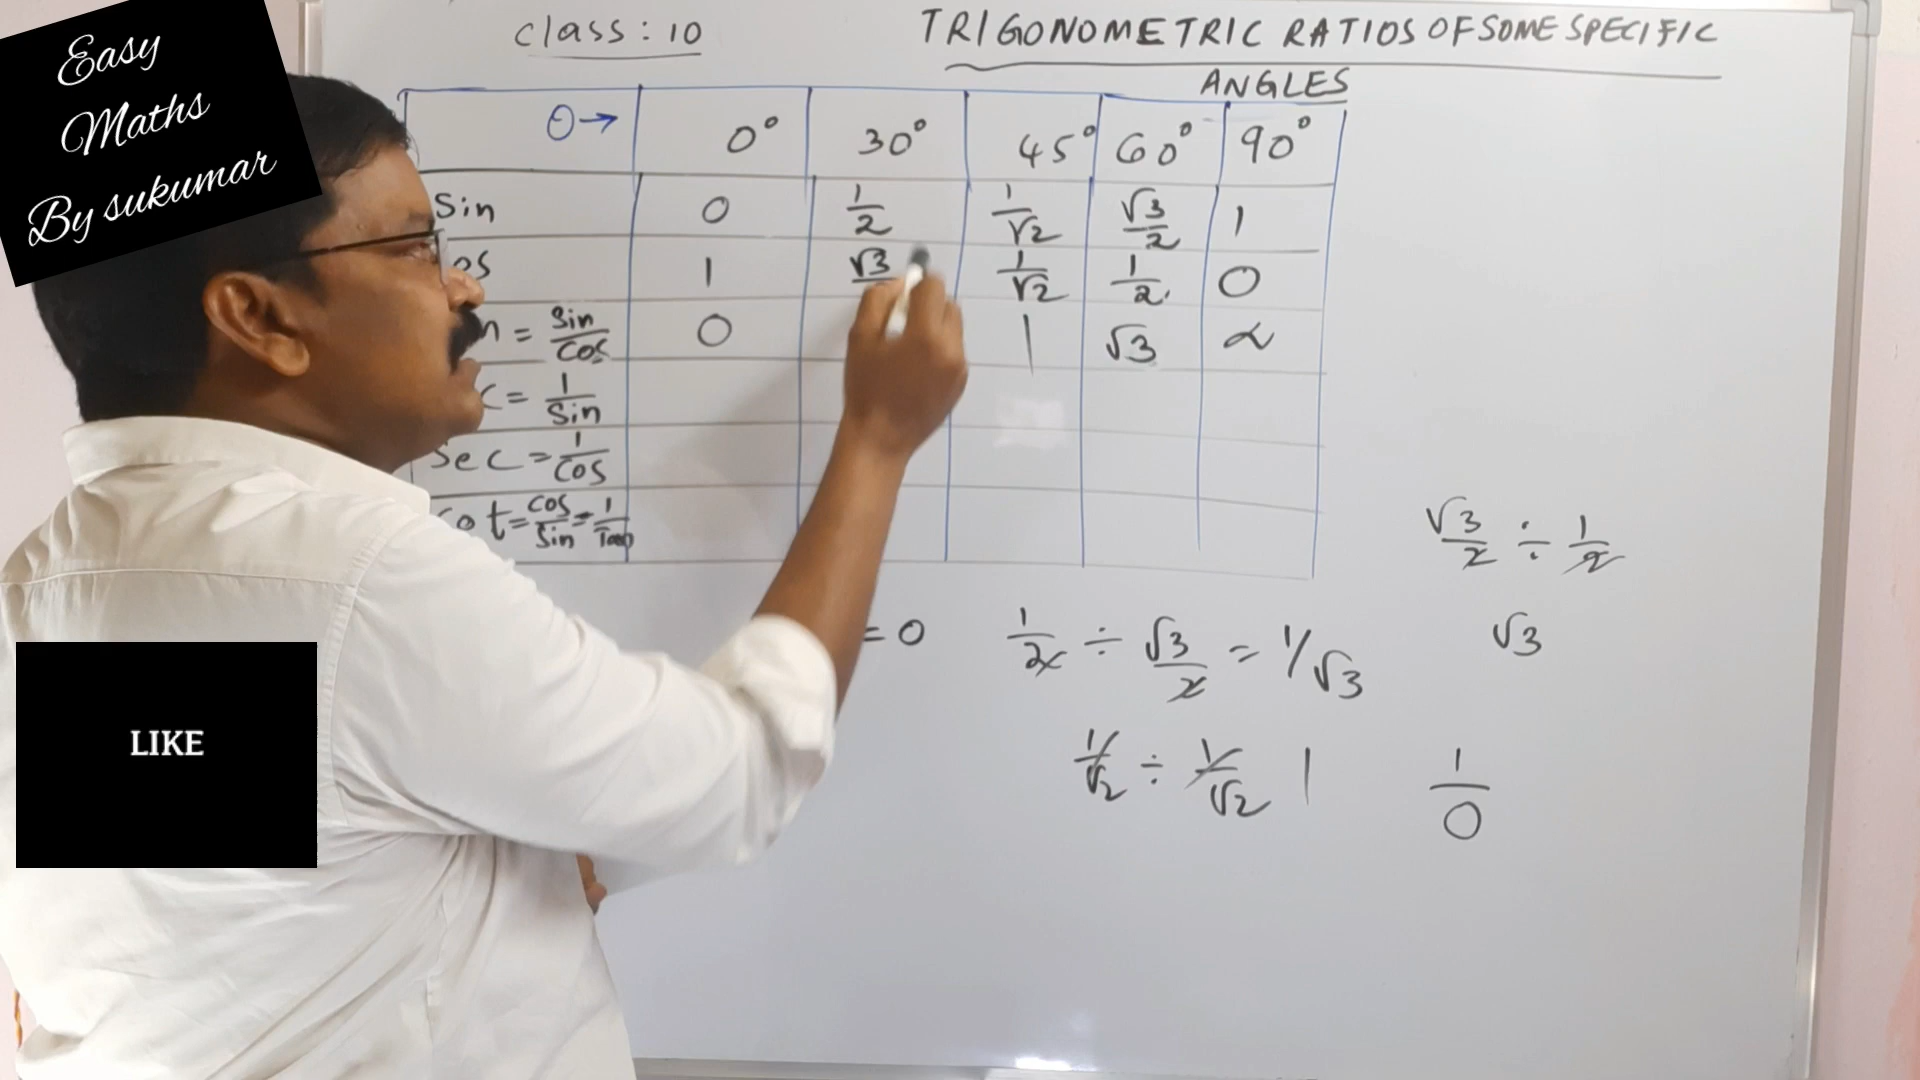 Easy
Maths
By sukumar
class: 10
TRIGONOMETRIC RATIOS OF SOME SPECIFIC
ANGLES
θ→ 0° 30° 45° 60° 90°
Sin 0 1/2 1/√2 √3/2 1
os 1 √3 1/√2 1/2 0
n = Sin/Cos 0 1 √3 ∝
c = 1/Sin
Sec = 1/Cos
cot = cos/Sin = 1/Tan
√3/2 ÷ 1/2
= 0 1/2 ÷ √3/2 = 1/√3 √3
1/√2 ÷ 1/√2 1 1/0
LIKE